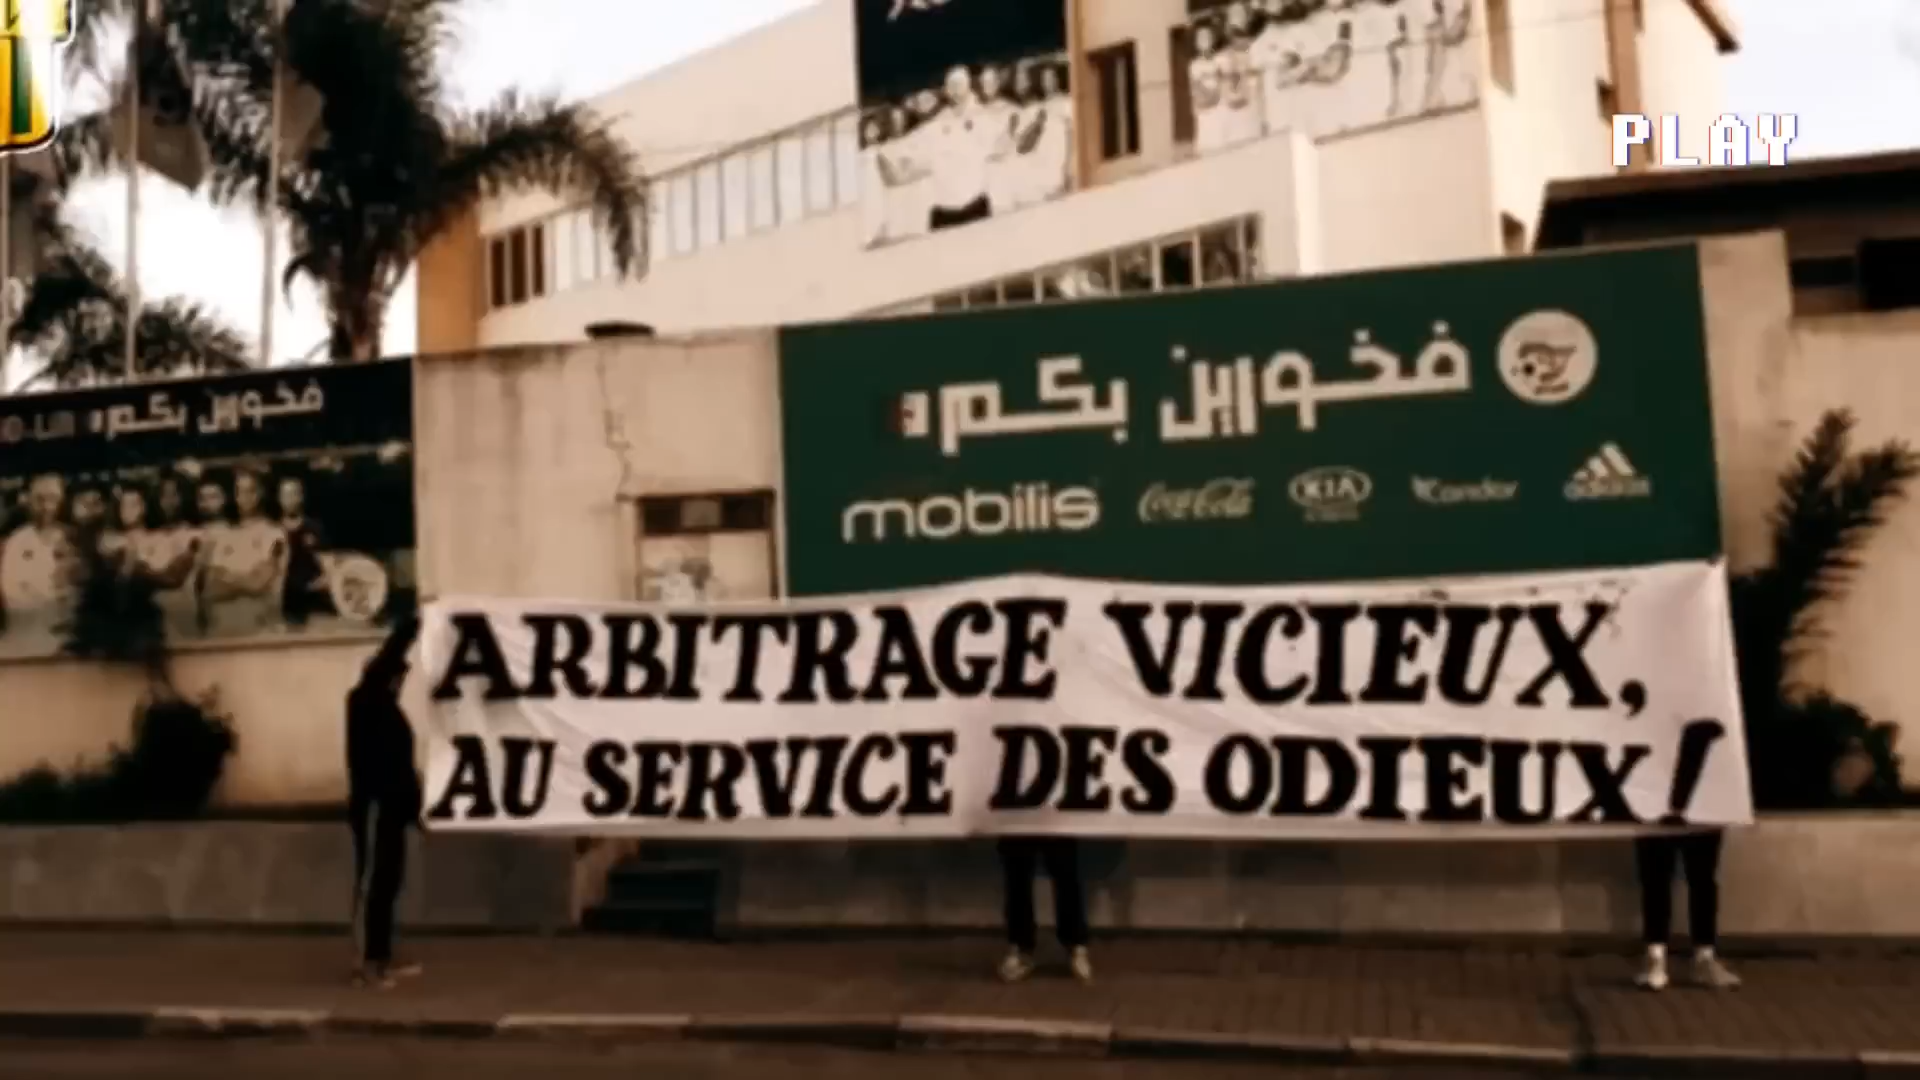 PLAY
فخورين بكم
فخورين بكم
mobilis Coca-Cola KIA Condor adidas
ARBITRAGE VICIEUX,
AU SERVICE DES ODIEUX!